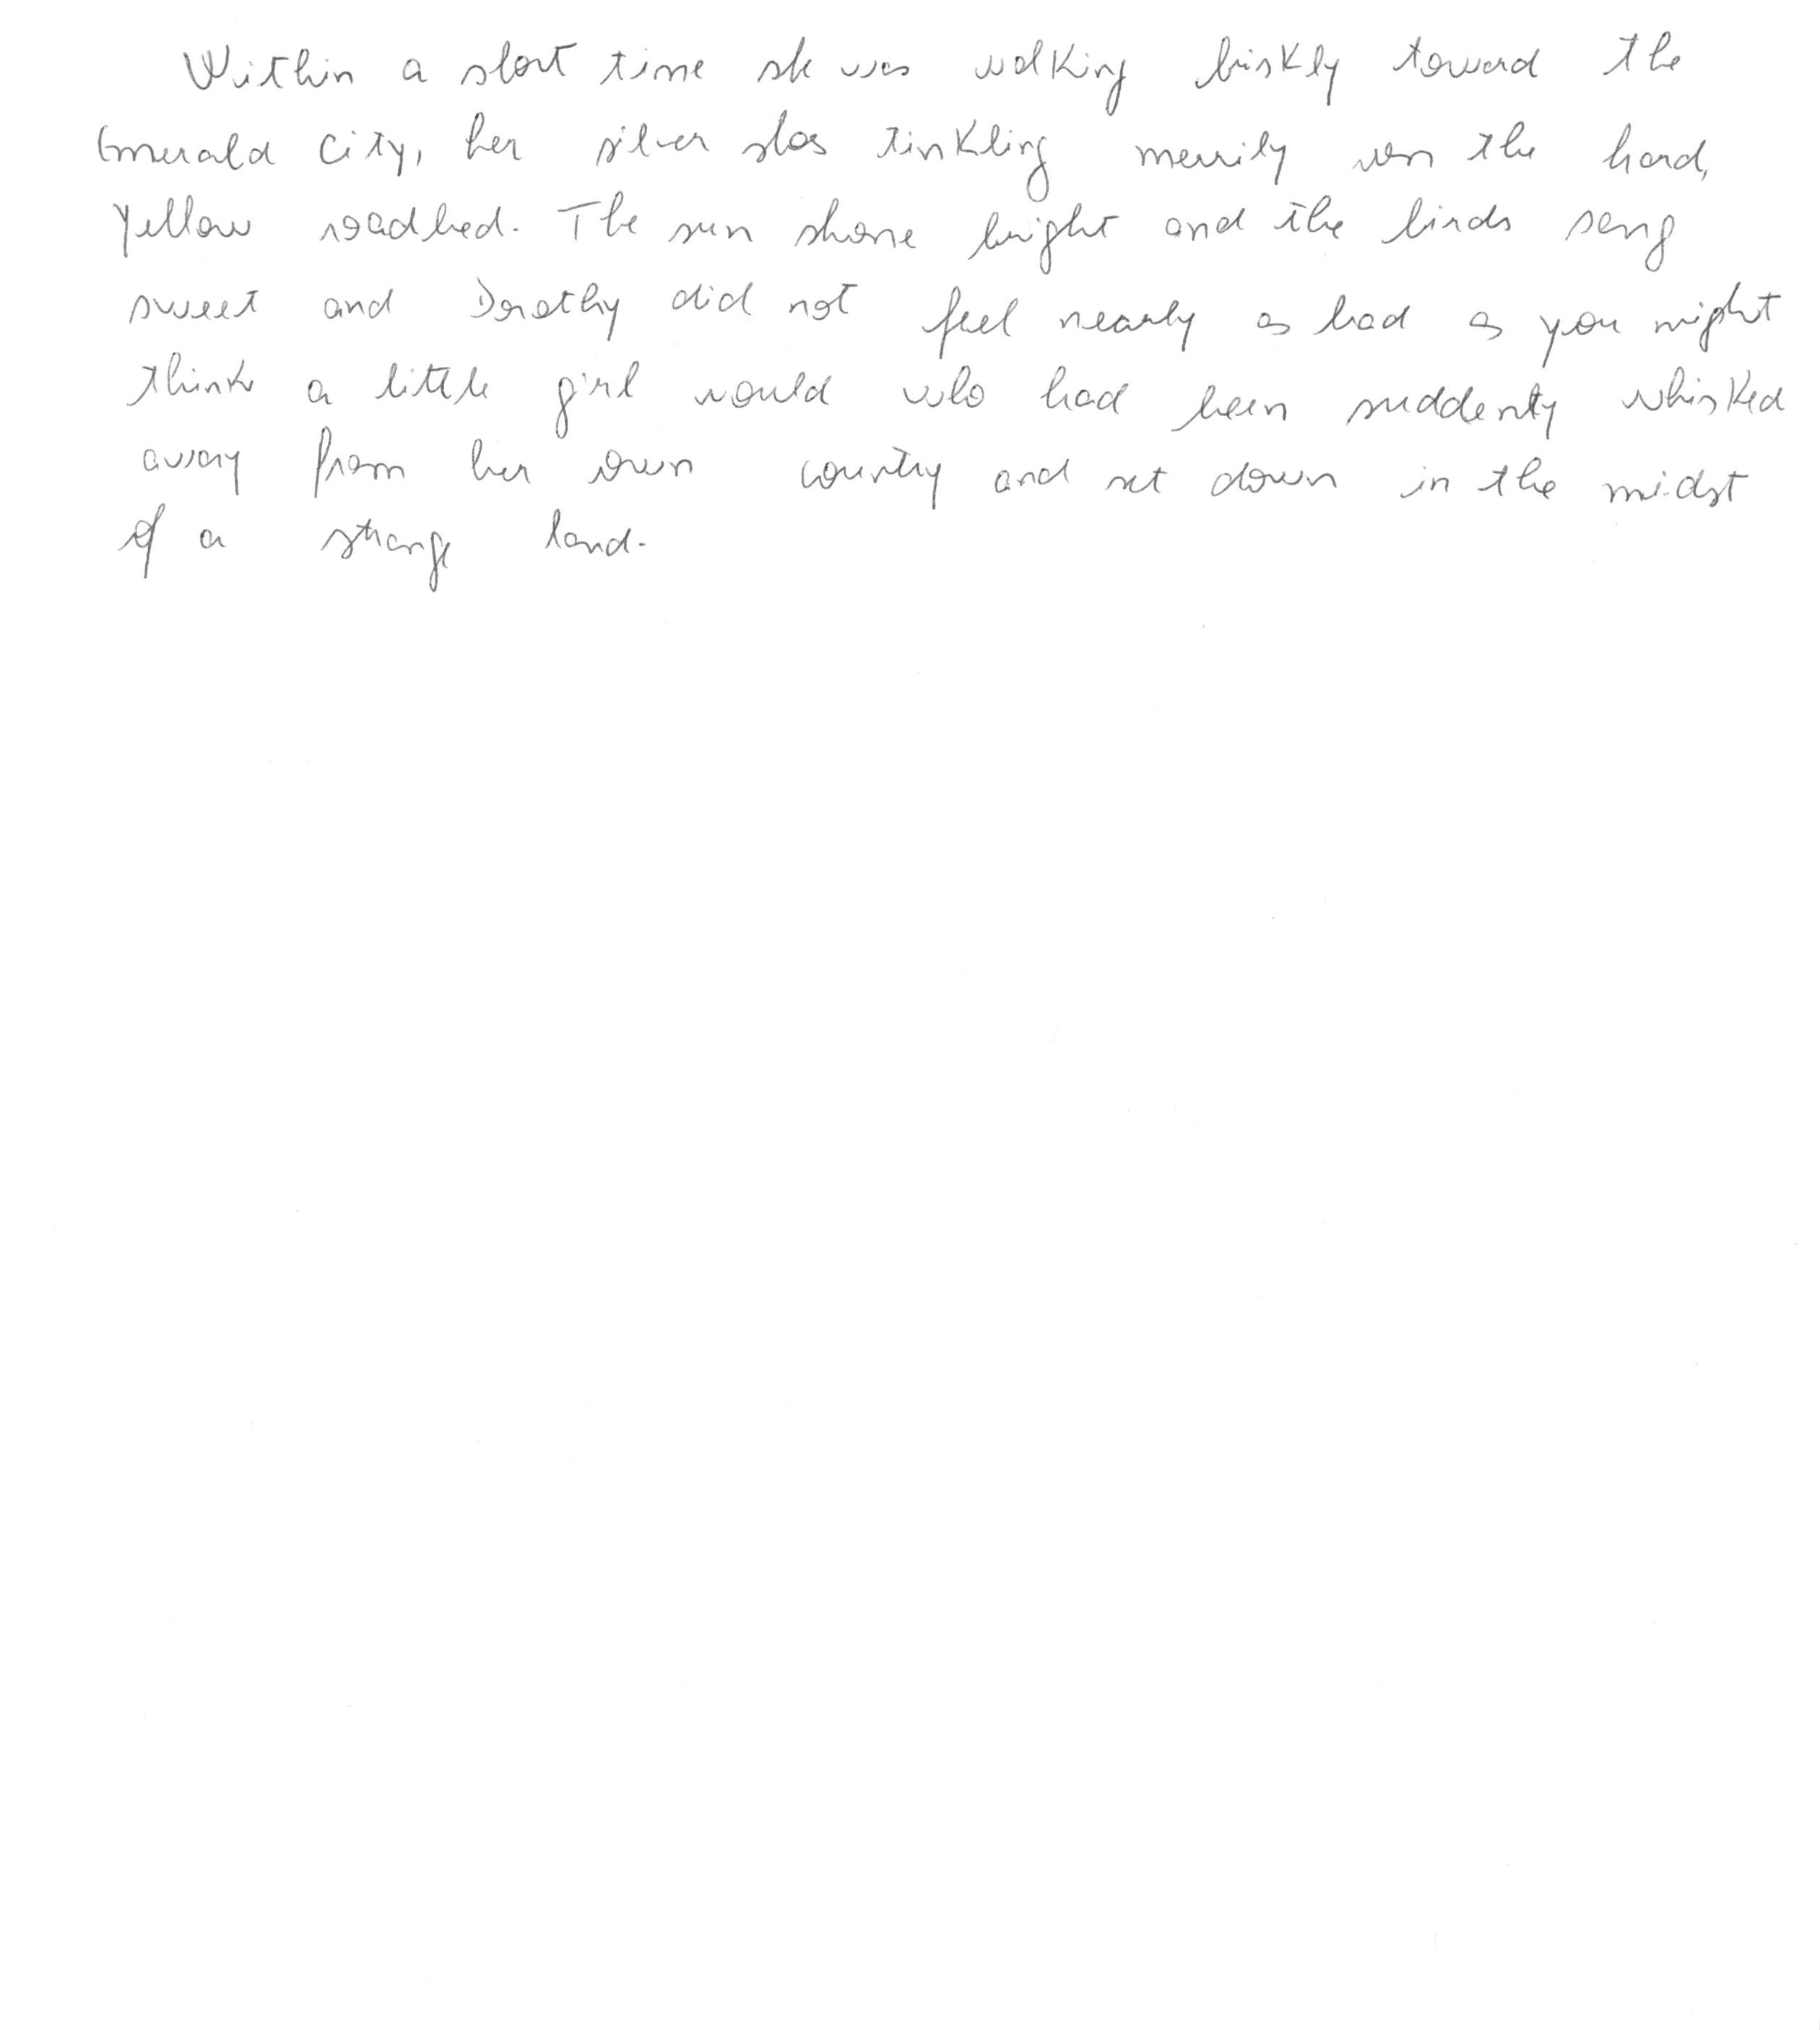 Within a short time she was walking briskly toward the
Emerald City, her silver shoes tinkling merrily on the hard,
yellow roadbed. The sun shone bright and the birds sang
sweet and Dorothy did not feel nearly as bad as you might
think a little girl would who had been suddenly whisked
away from her own country and set down in the midst
of a strange land.